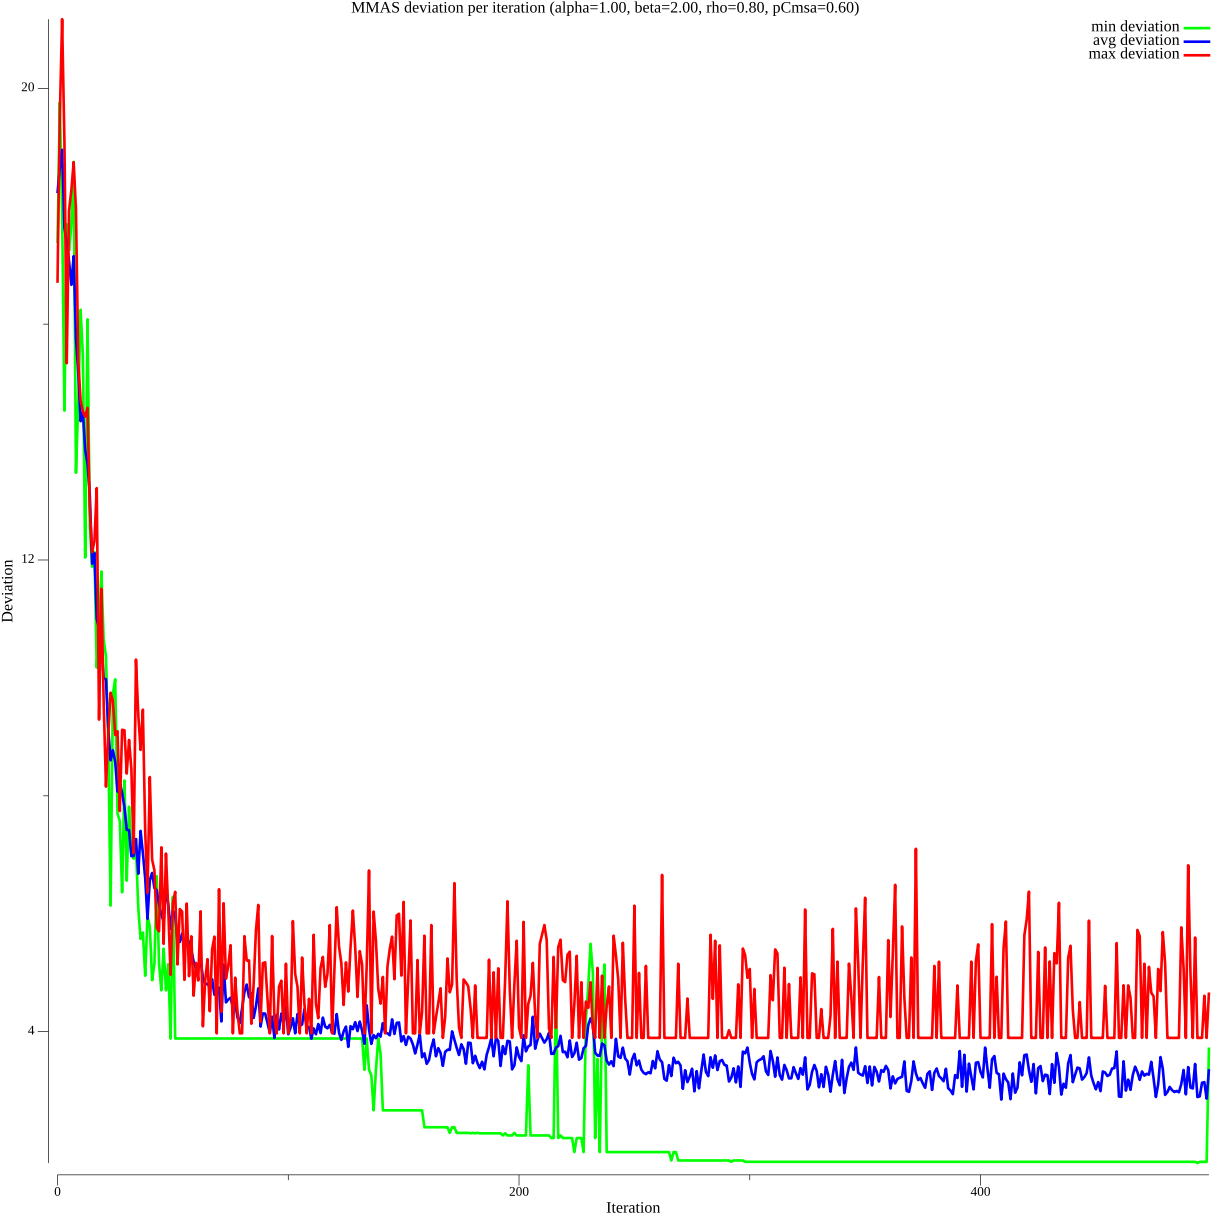 MMAS deviation per iteration (alpha=1.00, beta=2.00, rho=0.80, pCmsa=0.60)
min deviation
avg deviation
max deviation
20
12
4
Deviation
0
200
400
Iteration